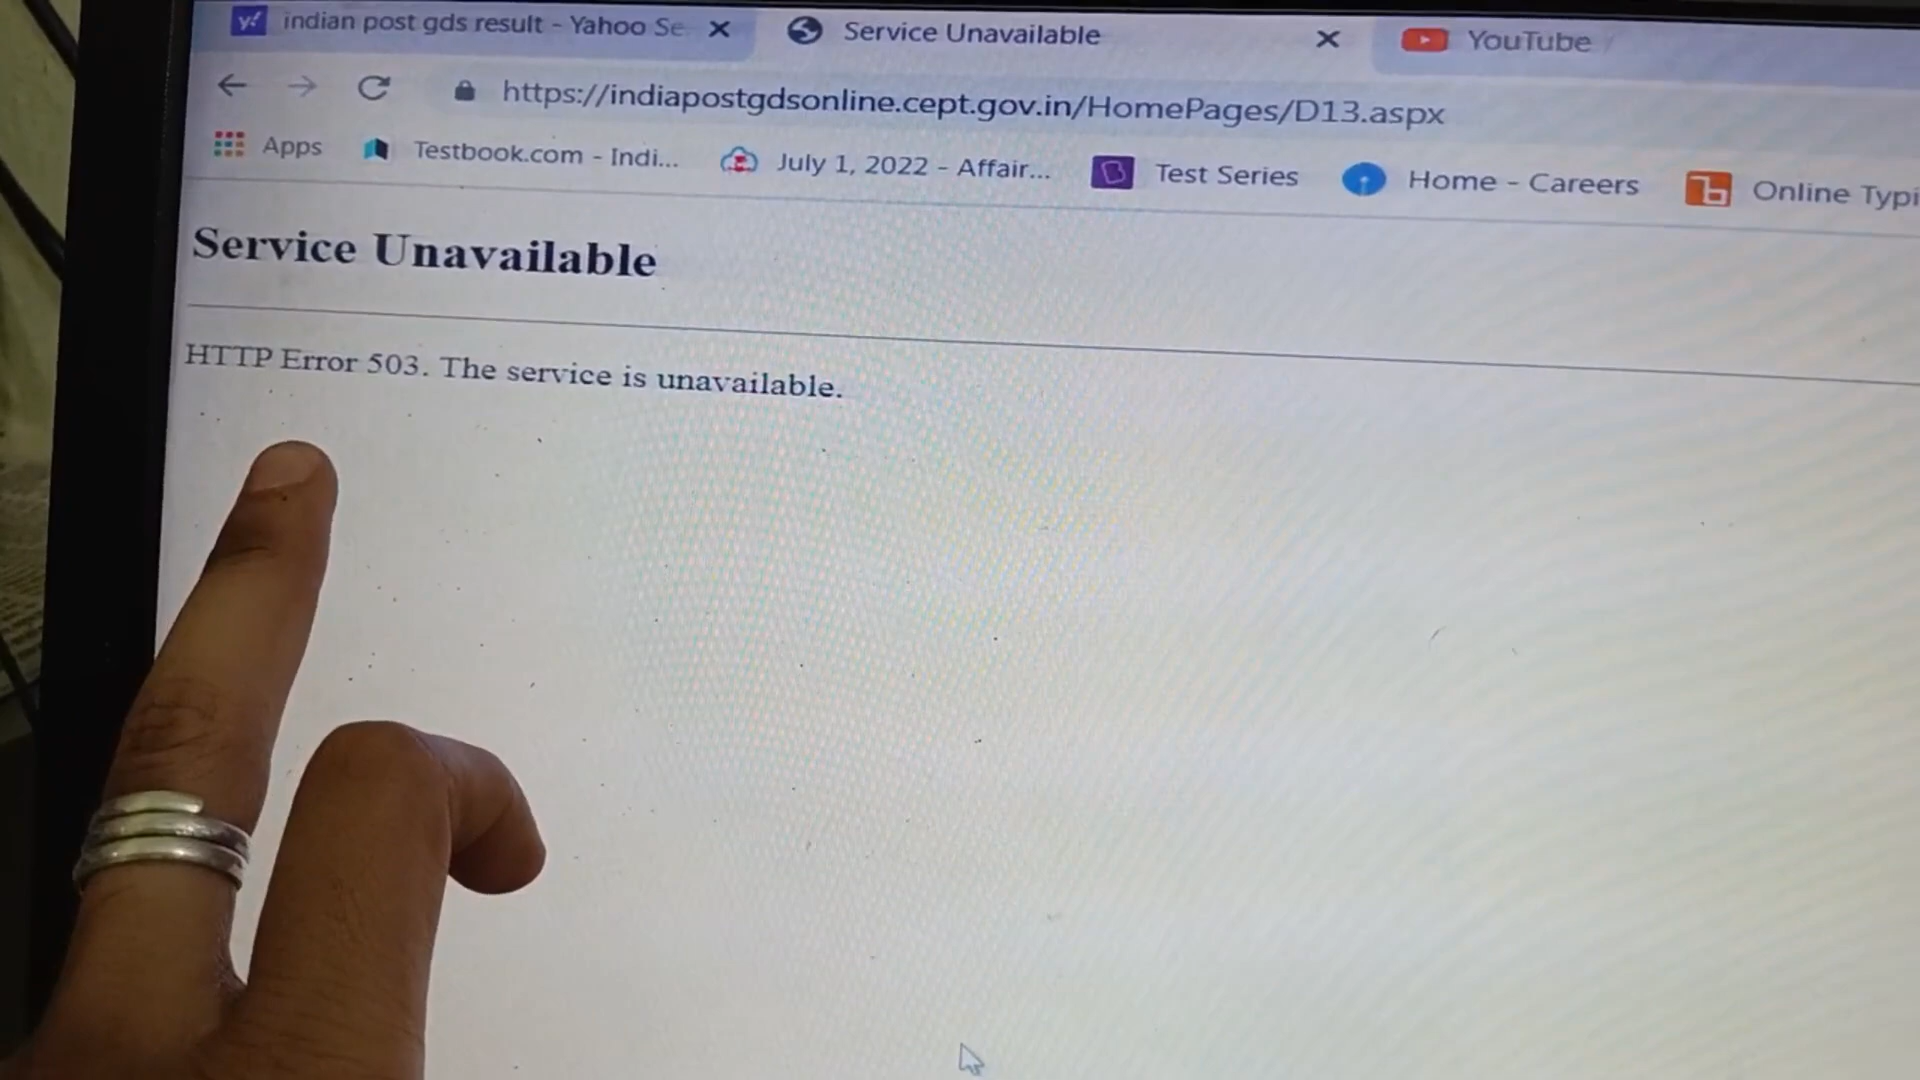 indian post gds result - Yahoo Se
Service Unavailable
YouTube
https://indiapostgdsonline.cept.gov.in/HomePages/D13.aspx
Apps
Testbook.com - Indi...
July 1, 2022 - Affair...
Test Series
Home - Careers
Online Typi
Service Unavailable
HTTP Error 503. The service is unavailable.